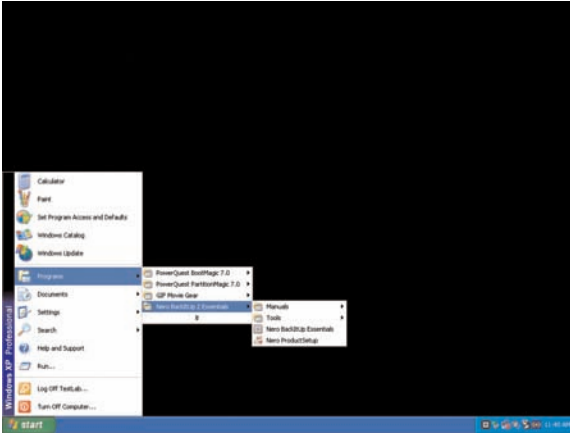 Calculator
Paint
Set Program Access and Defaults
Windows Catalog
Windows Update
Programs
Documents
Settings
Search
Help and Support
Run...
Log Off TestLab...
Turn Off Computer...
Windows XP Professional
PowerQuest BootMagic 7.0
PowerQuest PartitionMagic 7.0
GIF Movie Gear
Nero BackItUp 2 Essentials
Manuals
Tools
Nero BackItUp Essentials
Nero ProductSetup
start